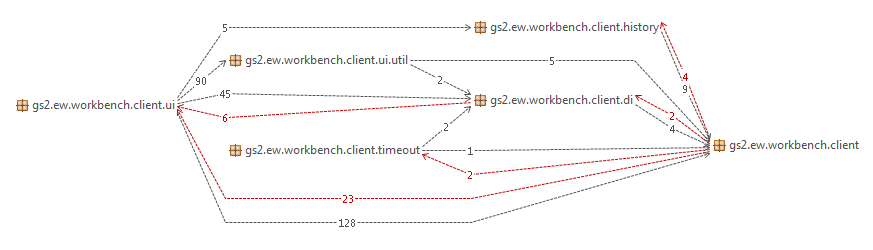 5
gs2.ew.workbench.client.history
90
gs2.ew.workbench.client.ui.util
5
4
9
2
gs2.ew.workbench.client.ui
45
gs2.ew.workbench.client.di
6
2
2
4
gs2.ew.workbench.client.timeout
1
gs2.ew.workbench.client
2
23
128